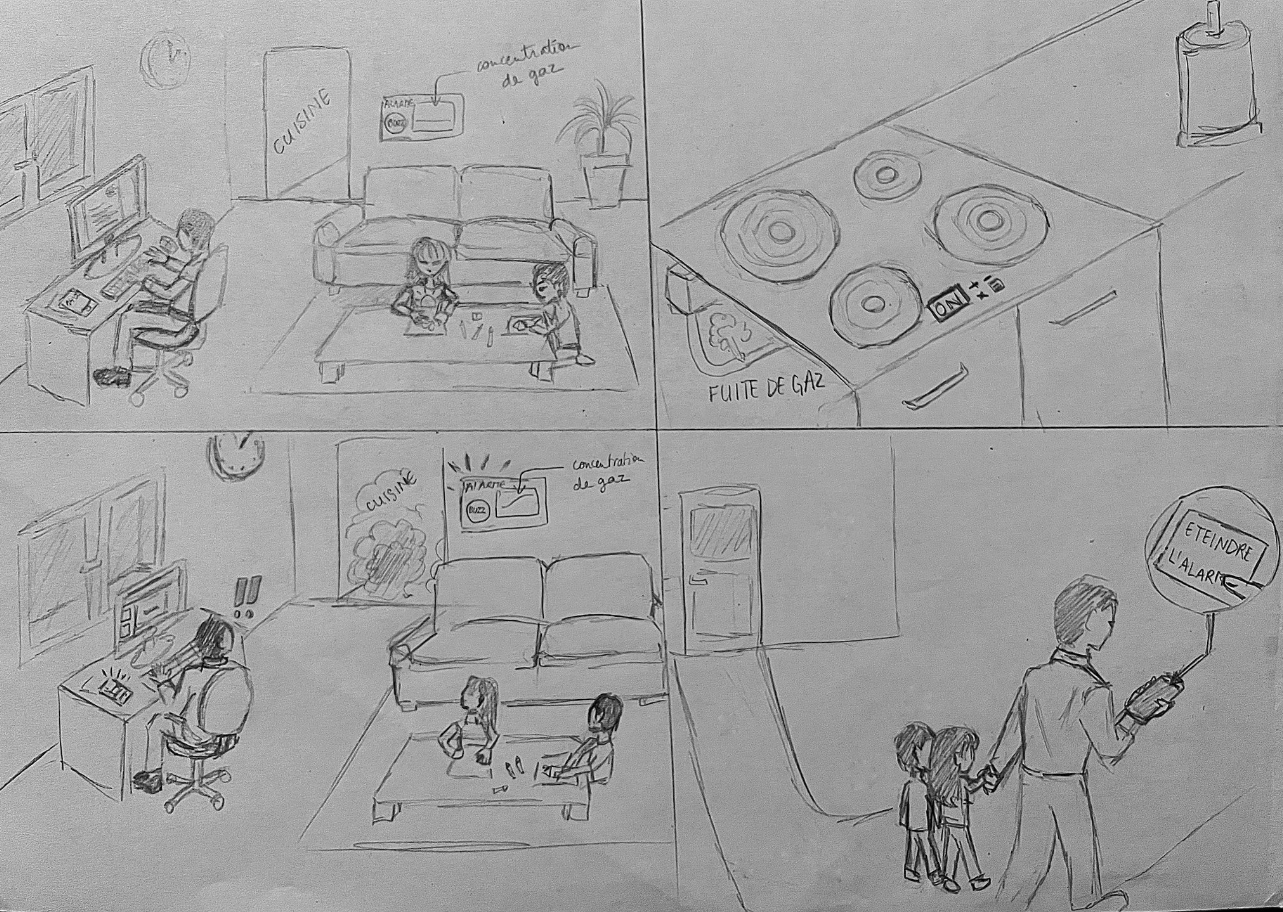 concentration
de gaz
CUISINE
ALARME
BUZZ
ON
FUITE DE GAZ
concentration
de gaz
CUISINE
ALARME
BUZZ
!!
ETEINDRE
L'ALARM